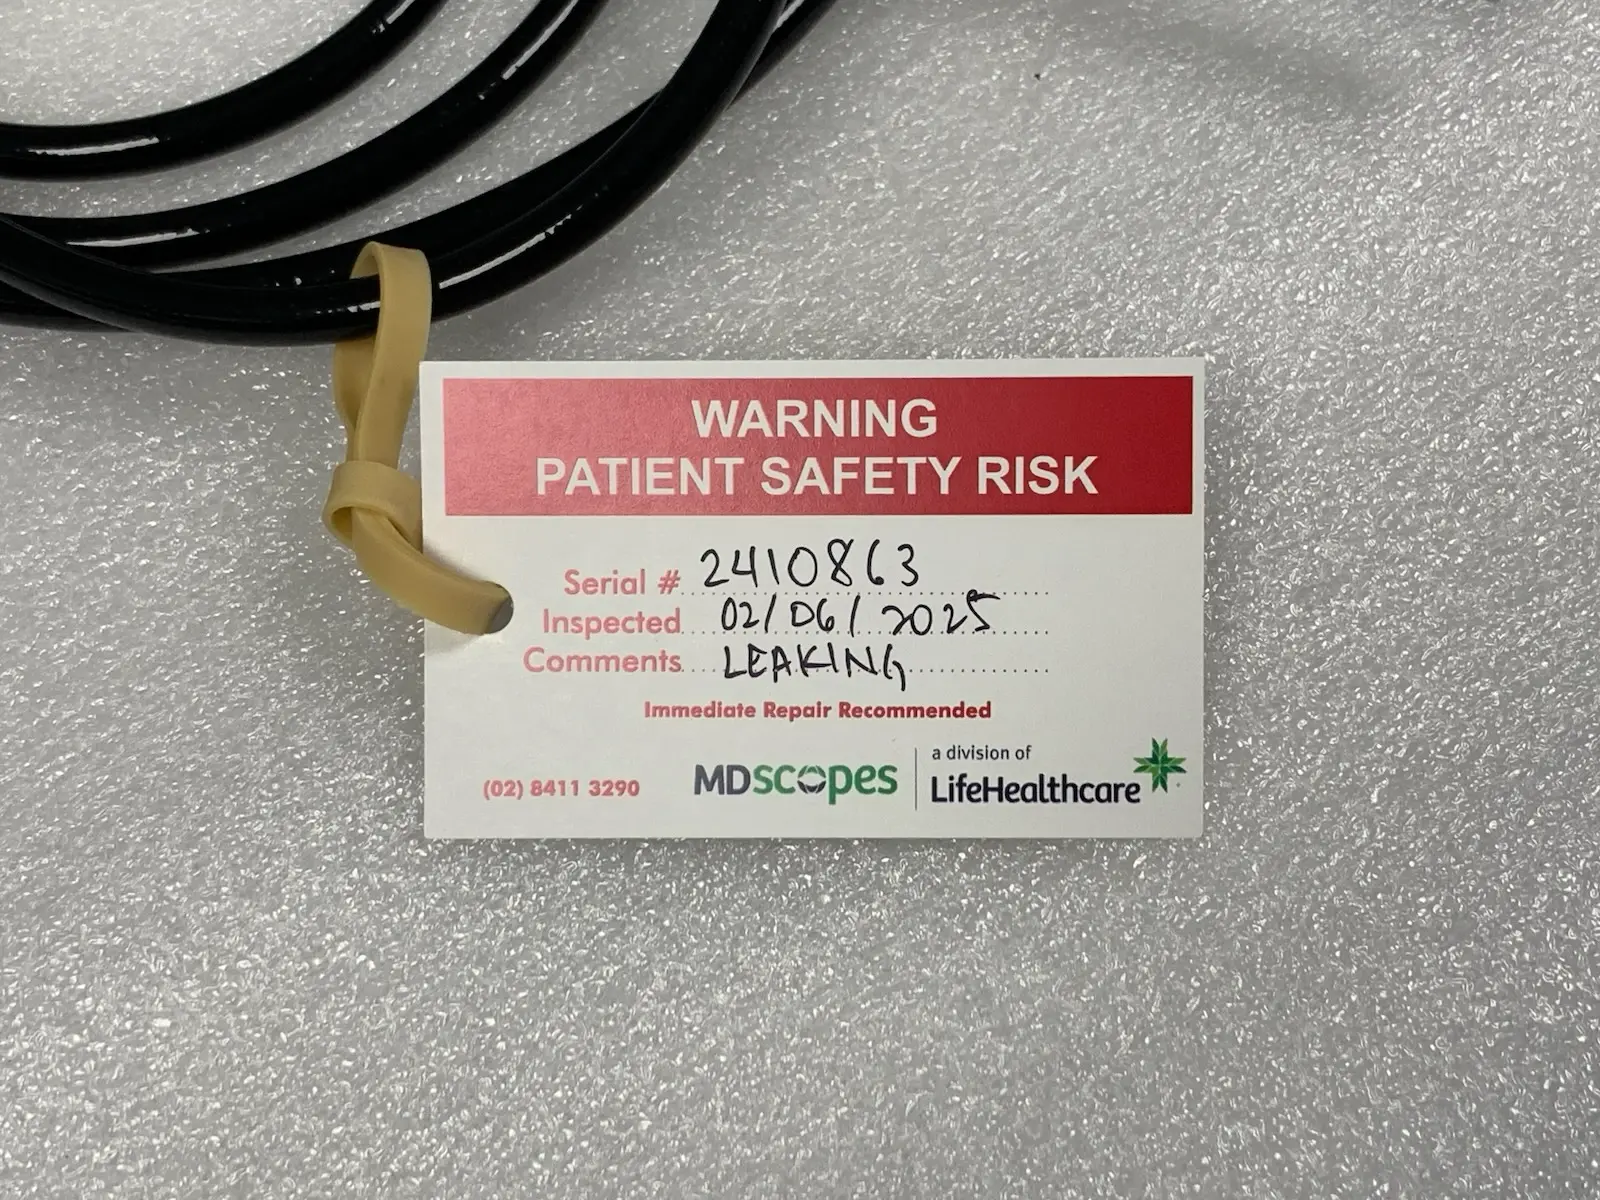 WARNING
PATIENT SAFETY RISK
Serial # 2410863
Inspected 02/06/2025
Comments LEAKING
Immediate Repair Recommended
(02) 8411 3290
MDscopes
a division of
LifeHealthcare